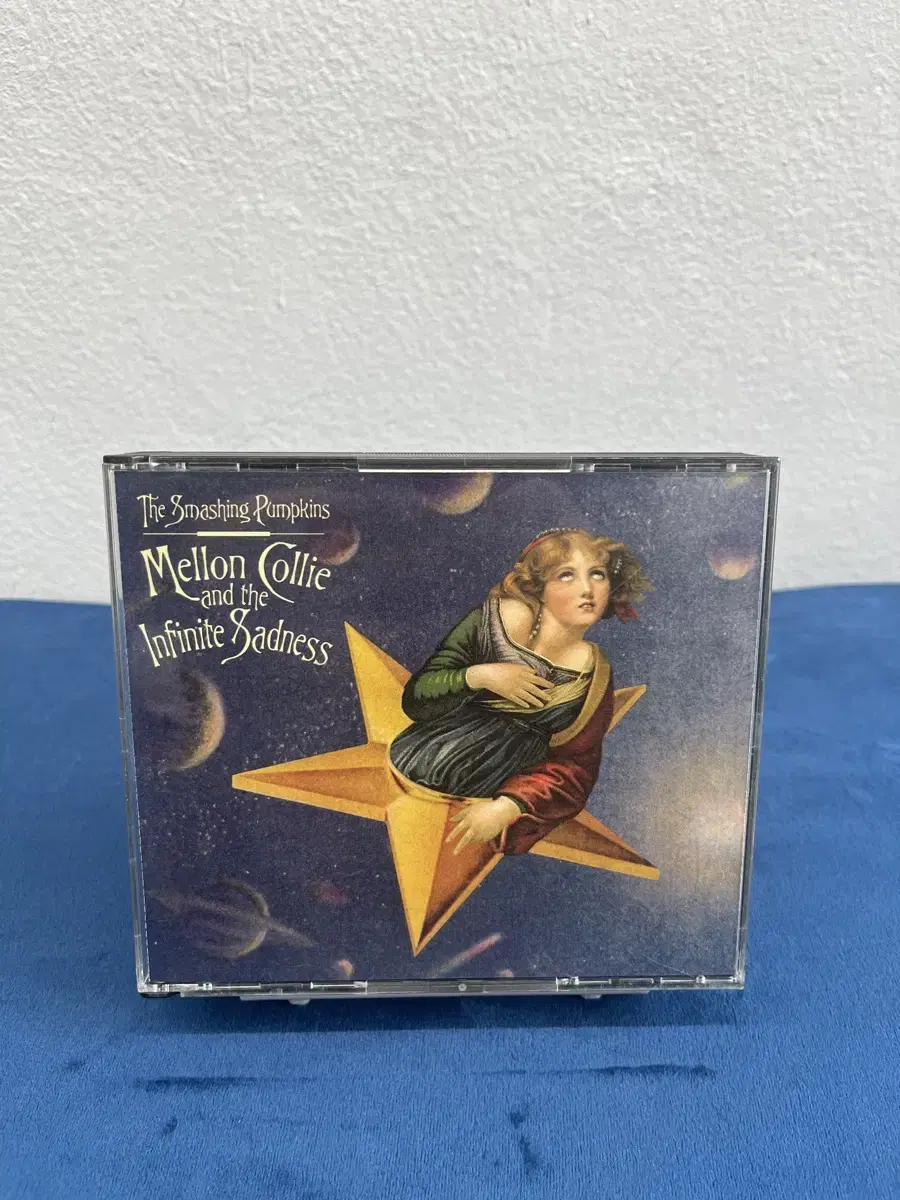 The Smashing Pumpkins
Mellon Collie
and the
Infinite Sadness